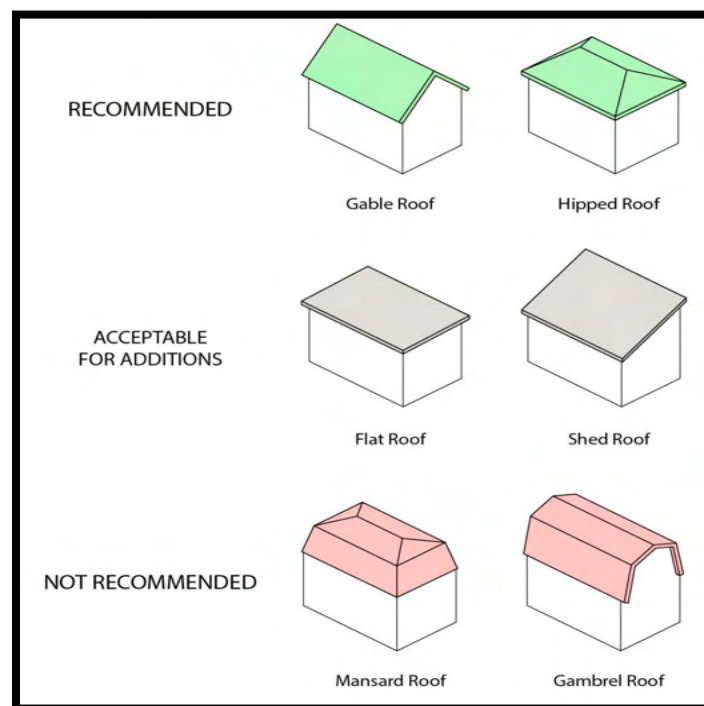 RECOMMENDED
Gable Roof
Hipped Roof
ACCEPTABLE
FOR ADDITIONS
Flat Roof
Shed Roof
NOT RECOMMENDED
Mansard Roof
Gambrel Roof